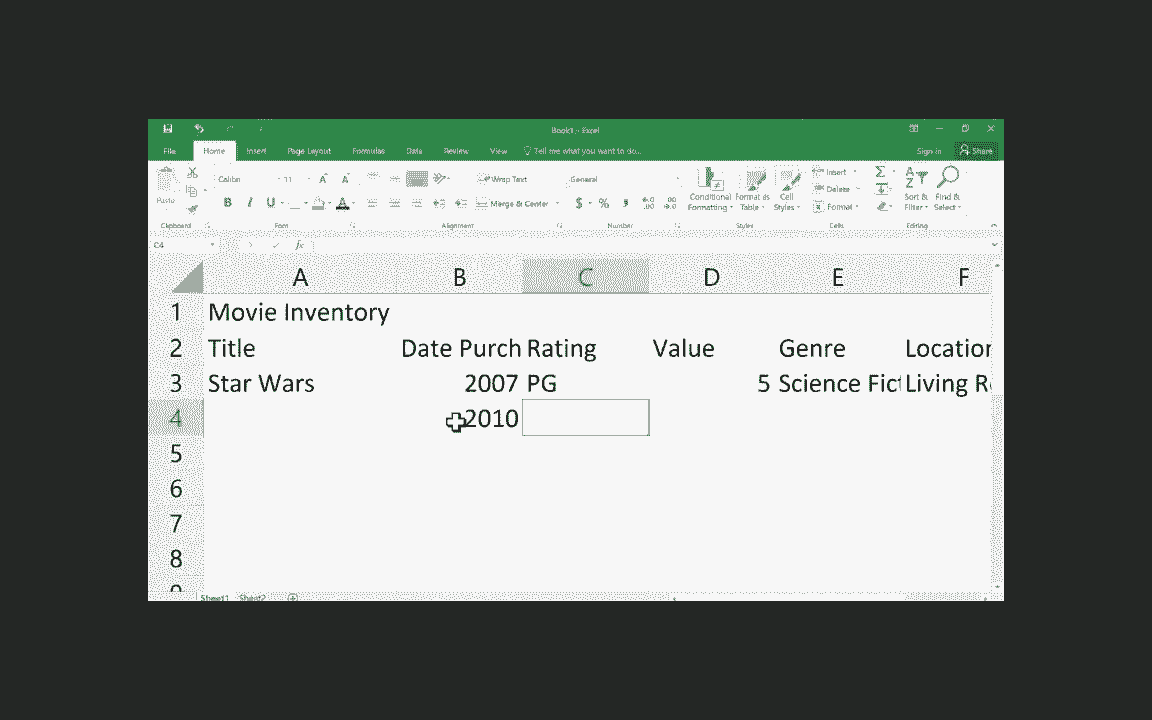 Book1 - Excel
File Home Insert Page Layout Formulas Data Review View Tell me what you want to do... Sign in Share
Calibri 11 Wrap Text General Insert
Paste Conditional Format as Cell Delete Sort & Find &
B I U Merge & Center $ % Formatting Table Styles Format Filter Select
Clipboard Font Alignment Number Styles Cells Editing
C4 fx
A B C D E F
1 Movie Inventory
2 Title Date Purch Rating Value Genre Location
3 Star Wars 2007 PG 5 Science Fict Living R
4 2010
5
6
7
8
9
Sheet1 Sheet2